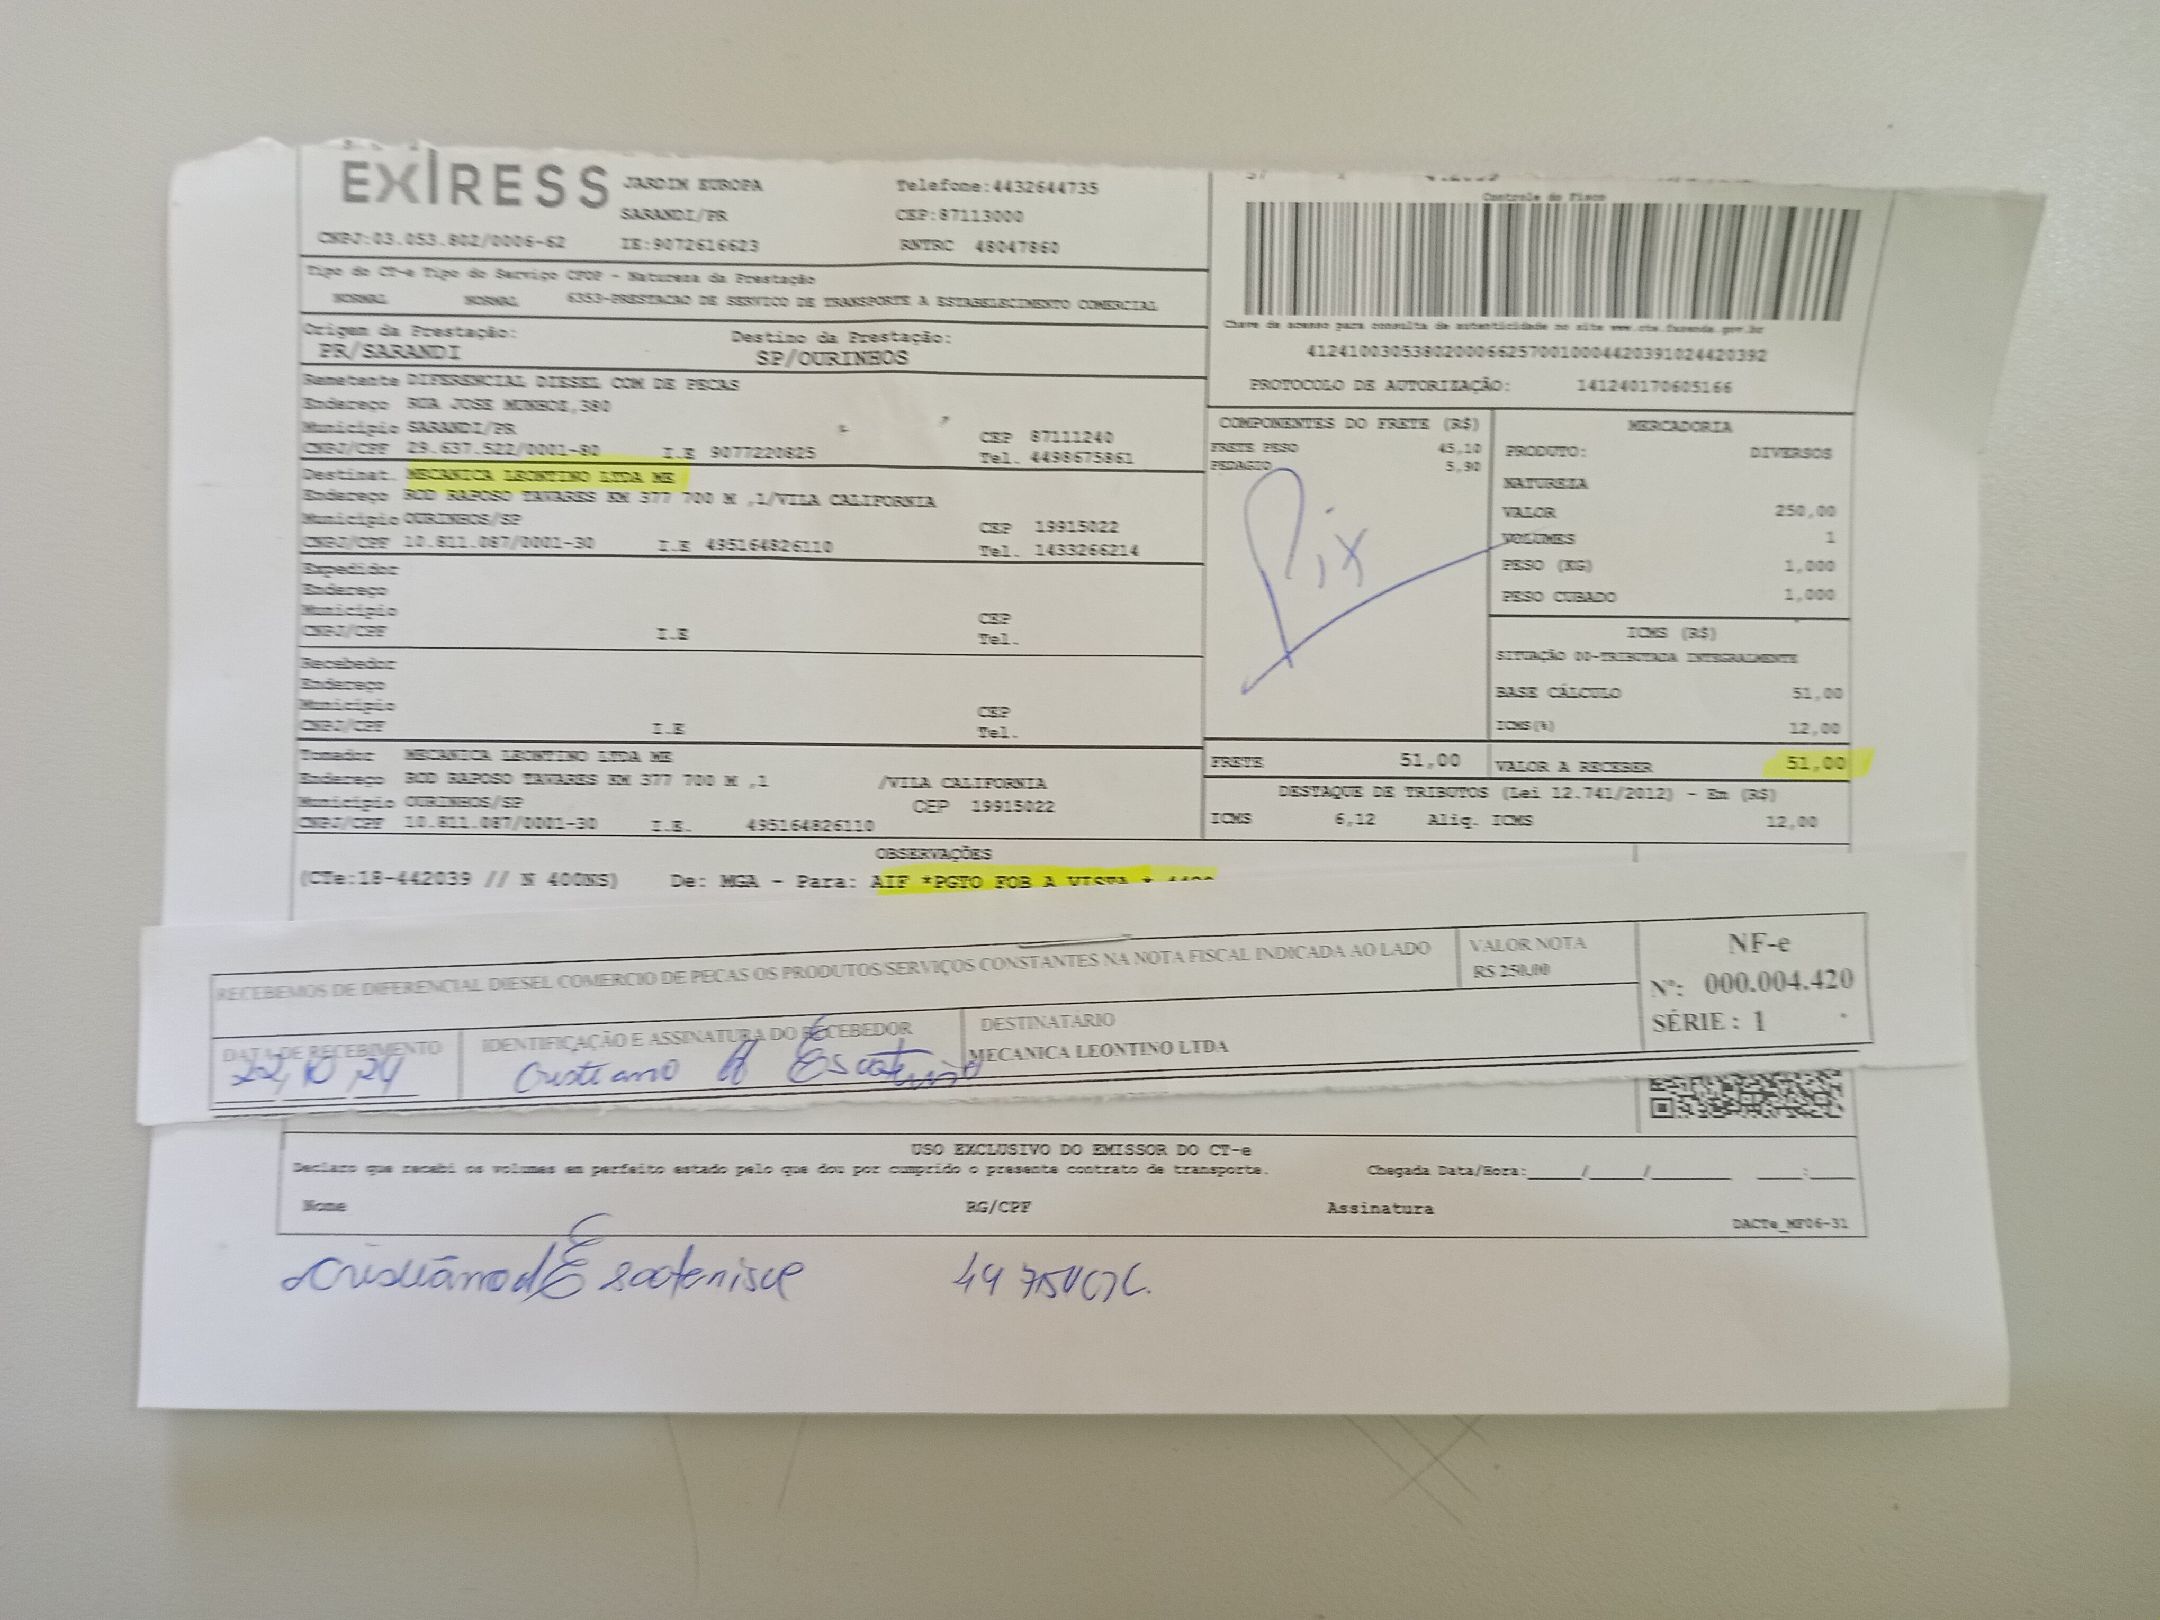 EXIRESS JARDIM EUROPA Telefone:4432644735
SARANDI/PR CEP:87113000
CNPJ:03.053.802/0006-62 IE:9072616623 RNTRC 48047860
Tipo do CT-e Tipo do Serviço CFOP - Natureza da Prestação
NORMAL NORMAL 6353-PRESTACAO DE SERVICO DE TRANSPORTE A ESTABELECIMENTO COMERCIAL
Origem da Prestação: Destino da Prestação:
PR/SARANDI SP/OURINHOS
Remetente DIFERENCIAL DIESEL COM DE PECAS
Endereço RUA JOSE MUNHOZ,380
Município SARANDI/PR CEP 87111240
CNPJ/CPF 29.637.522/0001-80 I.E 9077220825 Tel. 4498675861
Destinat. MECANICA LEONTINO LTDA ME
Endereço ROD RAPOSO TAVARES KM 377 700 M ,1/VILA CALIFORNIA
Município OURINHOS/SP CEP 19915022
CNPJ/CPF 10.811.087/0001-30 I.E 495164826110 Tel. 1433266214
Expedidor
Endereço
Município CEP
CNPJ/CPF I.E Tel.
Recebedor
Endereço
Município CEP
CNPJ/CPF I.E Tel.
Tomador MECANICA LEONTINO LTDA ME
Endereço ROD RAPOSO TAVARES KM 377 700 M ,1 /VILA CALIFORNIA
Município OURINHOS/SP CEP 19915022
CNPJ/CPF 10.811.087/0001-30 I.E. 495164826110
Controle do Fisco
Chave de acesso para consulta de autenticidade no site www.cte.fazenda.gov.br
41241003053802000662570010004420391024420392
PROTOCOLO DE AUTORIZAÇÃO: 141240170605166
COMPONENTES DO FRETE (R$)
FRETE PESO 45,10
PEDAGIO 5,90
Pix
MERCADORIA
PRODUTO: DIVERSOS
NATUREZA
VALOR 250,00
VOLUMES 1
PESO (KG) 1,000
PESO CUBADO 1,000
ICMS (R$)
SITUAÇÃO 00-TRIBUTADA INTEGRALMENTE
BASE CÁLCULO 51,00
ICMS(%) 12,00
FRETE 51,00 VALOR A RECEBER 51,00
DESTAQUE DE TRIBUTOS (Lei 12.741/2012) - Em (R$)
ICMS 6,12 Aliq. ICMS 12,00
OBSERVAÇÕES
(CTe:18-442039 // N 400NS) De: MGA - Para: AIF *PGTO FOB A VISTA *
RECEBEMOS DE DIFERENCIAL DIESEL COMERCIO DE PECAS OS PRODUTOS/SERVIÇOS CONSTANTES NA NOTA FISCAL INDICADA AO LADO
VALOR NOTA
R$ 250,00
NF-e
Nº: 000.004.420
SÉRIE : 1
DATA DE RECEBIMENTO
22,10,24
IDENTIFICAÇÃO E ASSINATURA DO RECEBEDOR
Cristiano
DESTINATÁRIO
MECANICA LEONTINO LTDA
USO EXCLUSIVO DO EMISSOR DO CT-e
Declaro que recebi os volumes em perfeito estado pelo que dou por cumprido o presente contrato de transporte. Chegada Data/Hora:____/____/______ ___:___
Nome RG/CPF Assinatura
DACTe_MF06-31